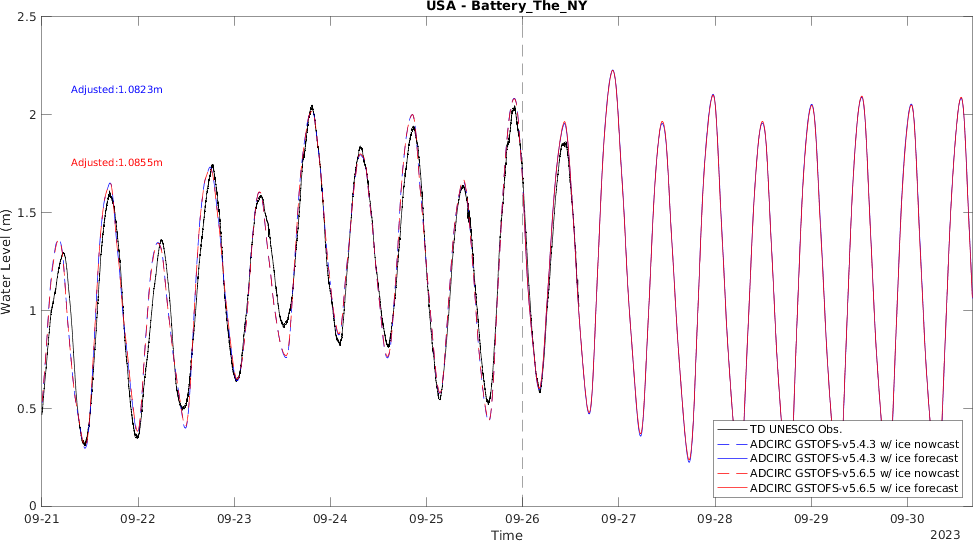 USA - Battery_The_NY
2.5
2
1.5
1
0.5
0
Water Level (m)
Adjusted:1.0823m
Adjusted:1.0855m
TD UNESCO Obs.
ADCIRC GSTOFS-v5.4.3 w/ ice nowcast
ADCIRC GSTOFS-v5.4.3 w/ ice forecast
ADCIRC GSTOFS-v5.6.5 w/ ice nowcast
ADCIRC GSTOFS-v5.6.5 w/ ice forecast
09-21 09-22 09-23 09-24 09-25 09-26 09-27 09-28 09-29 09-30
Time
2023